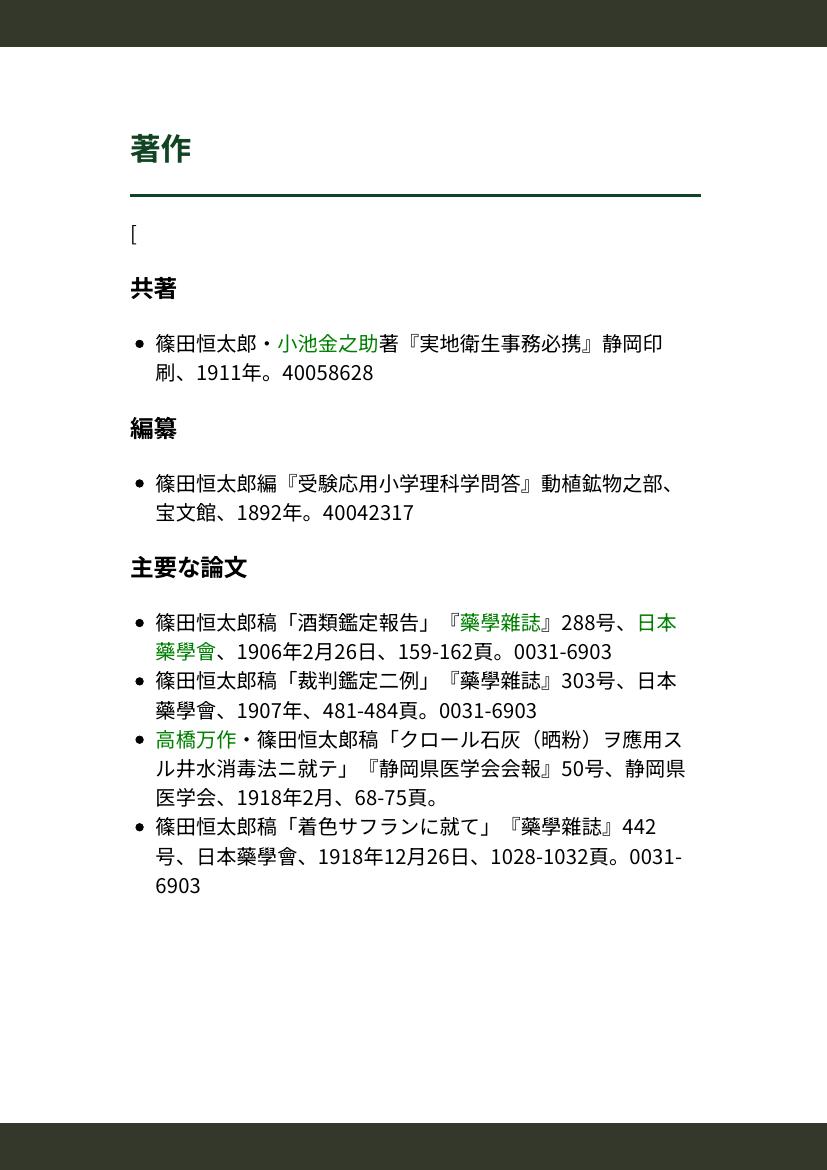 著作
[
共著
• 篠田恒太郎・小池金之助著『実地衛生事務必携』静岡印
刷、1911年。40058628
編纂
• 篠田恒太郎編『受験応用小学理科学問答』動植鉱物之部、
宝文館、1892年。40042317
主要な論文
• 篠田恒太郎稿「酒類鑑定報告」『藥學雜誌』288号、日本
藥學會、1906年2月26日、159-162頁。0031-6903
• 篠田恒太郎稿「裁判鑑定二例」『藥學雜誌』303号、日本
藥學會、1907年、481-484頁。0031-6903
• 高橋万作・篠田恒太郎稿「クロール石灰（晒粉）ヲ應用ス
ル井水消毒法ニ就テ」『静岡県医学会会報』50号、静岡県
医学会、1918年2月、68-75頁。
• 篠田恒太郎稿「着色サフランに就て」『藥學雜誌』442
号、日本藥學會、1918年12月26日、1028-1032頁。0031-
6903